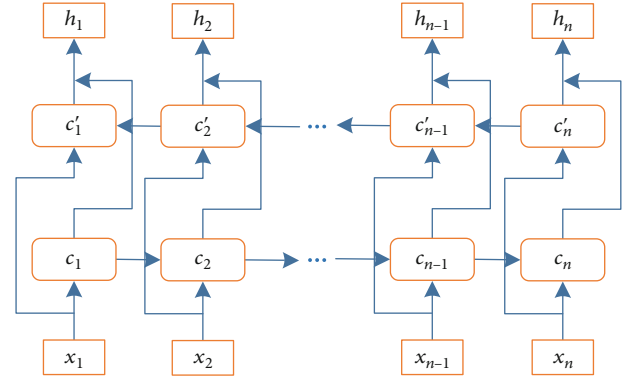 h₁ h₂ hₙ₋₁ hₙ
c′₁ c′₂ ... c′ₙ₋₁ c′ₙ
c₁ c₂ ... cₙ₋₁ cₙ
x₁ x₂ xₙ₋₁ xₙ